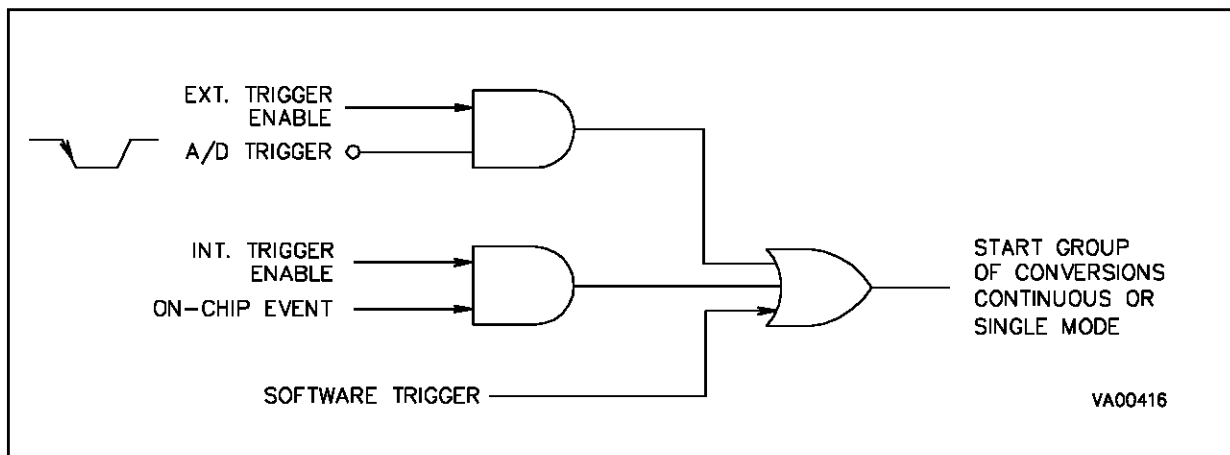 EXT. TRIGGER
ENABLE
A/D TRIGGER
INT. TRIGGER
ENABLE
ON-CHIP EVENT
SOFTWARE TRIGGER
START GROUP
OF CONVERSIONS
CONTINUOUS OR
SINGLE MODE
VA00416